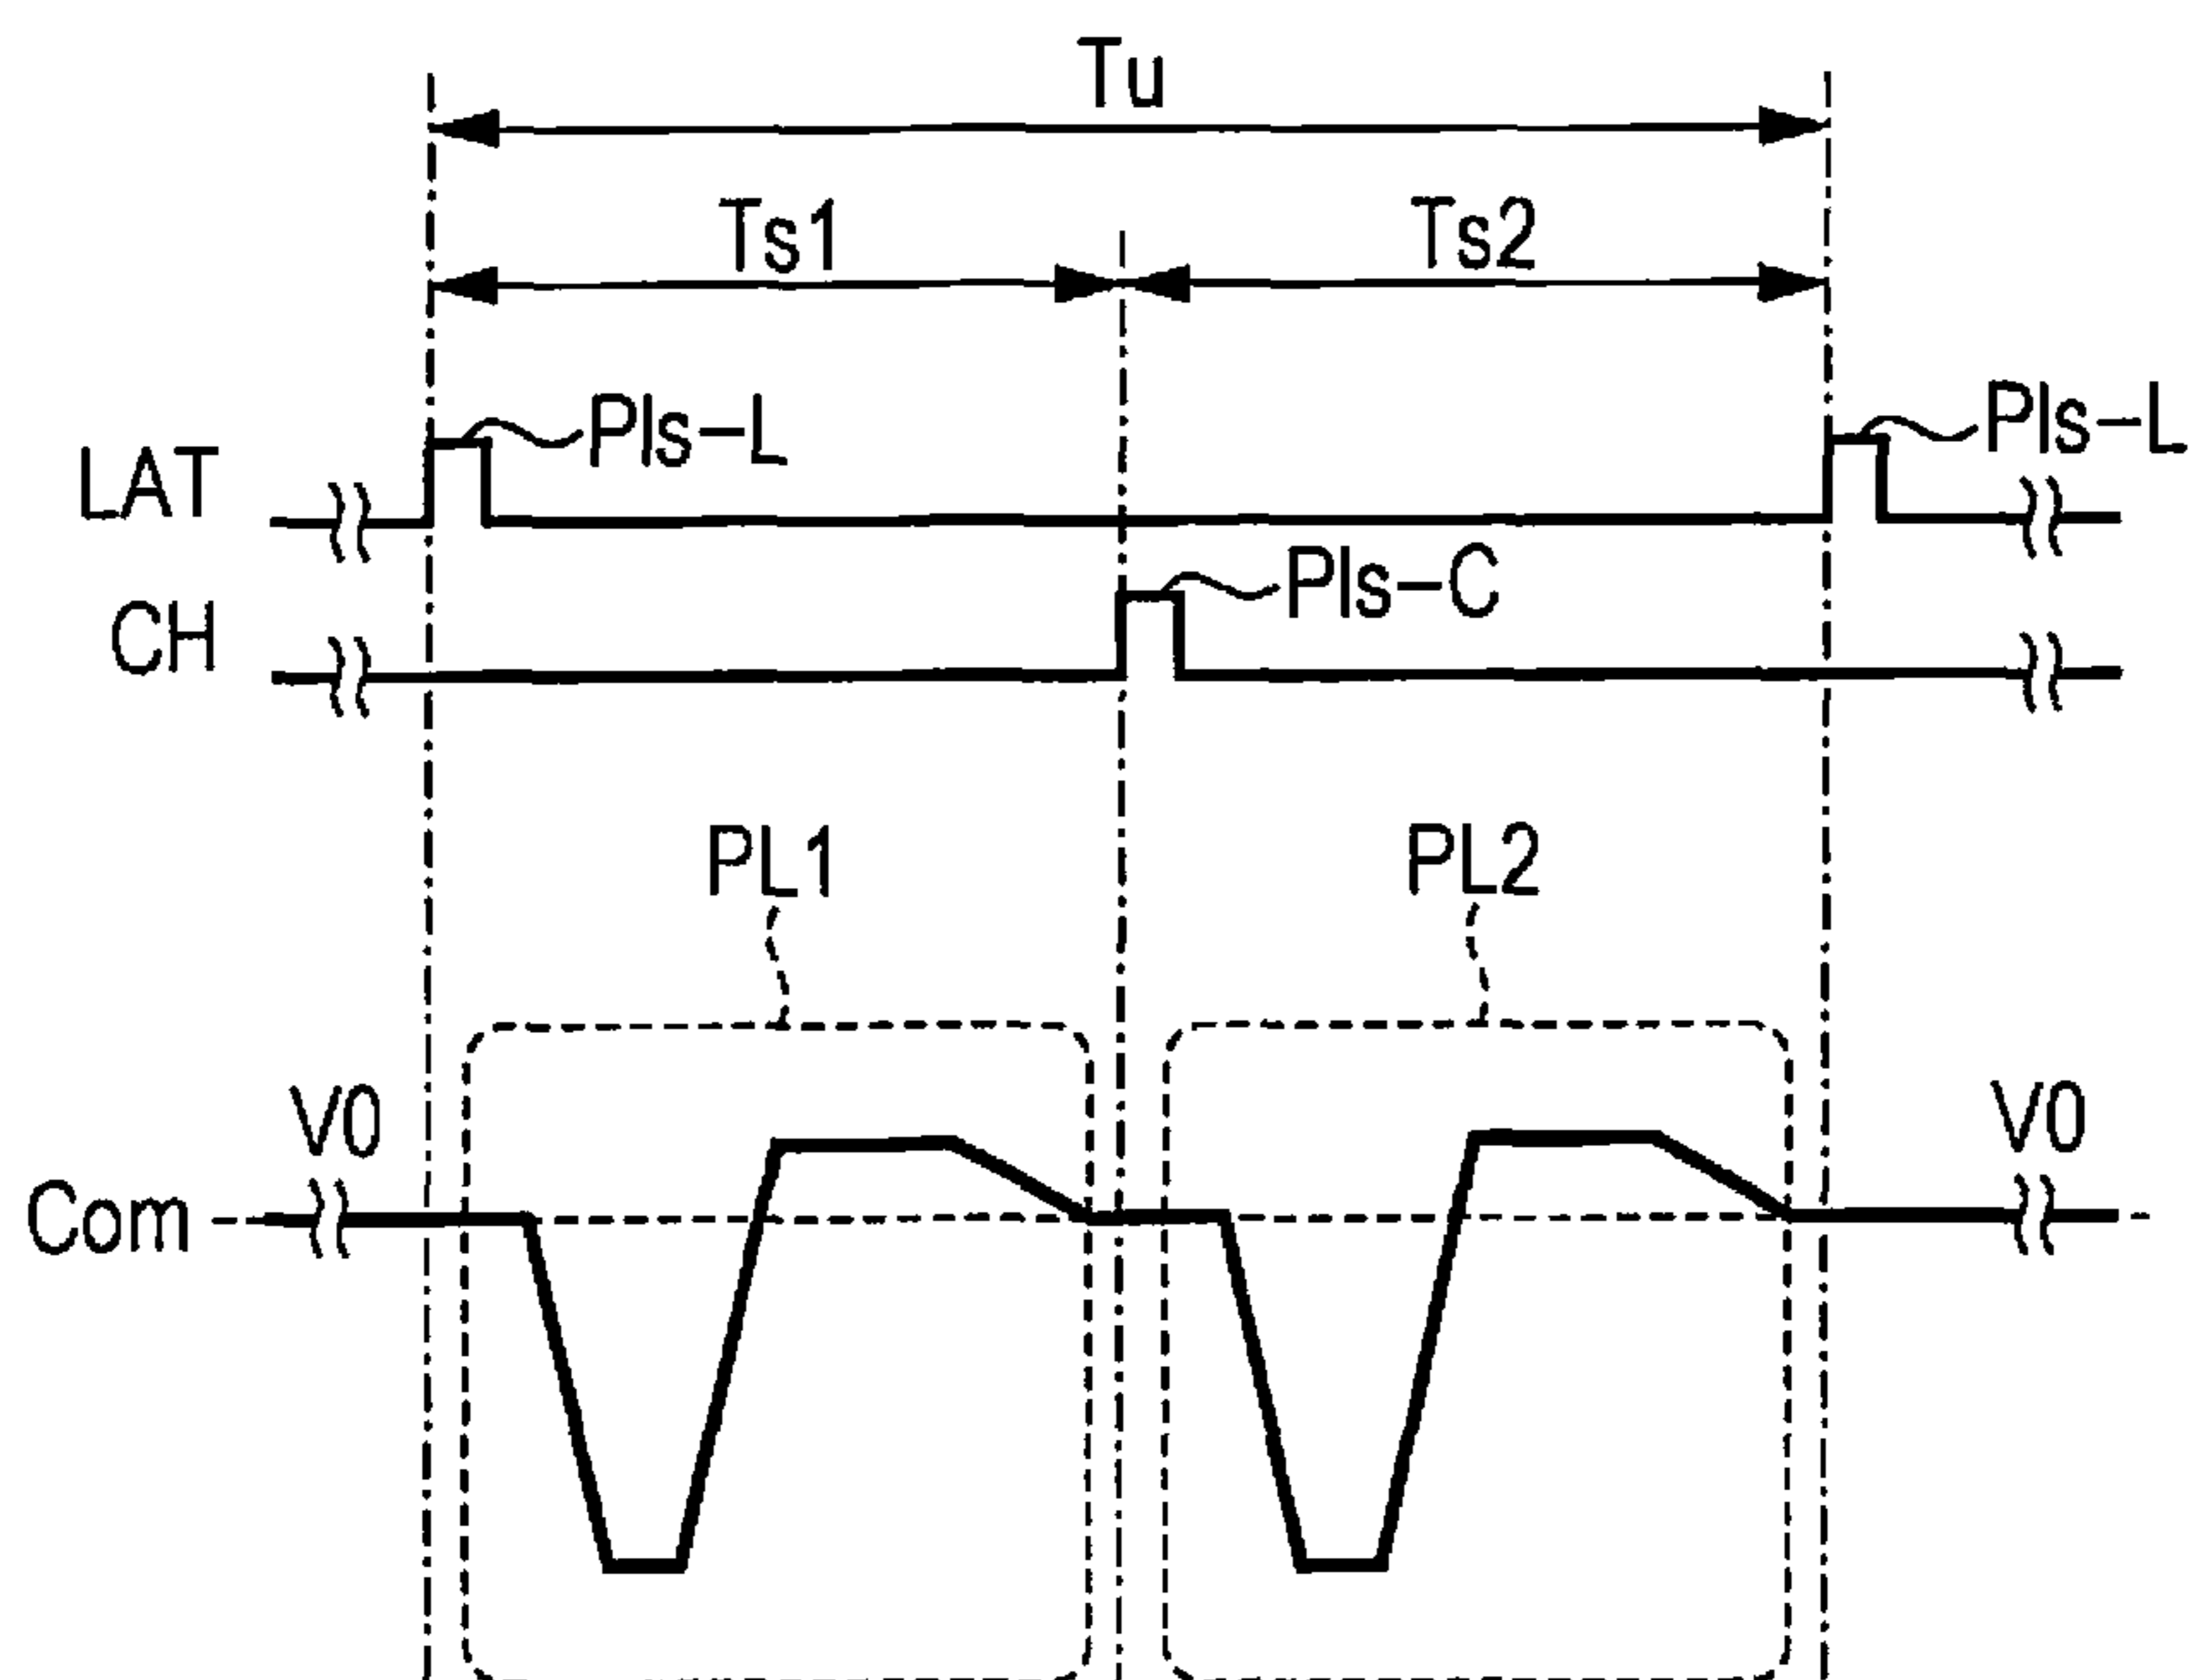 Tu
Ts1 Ts2
LAT Pls-L Pls-L
CH Pls-C
PL1 PL2
V0 V0
Com